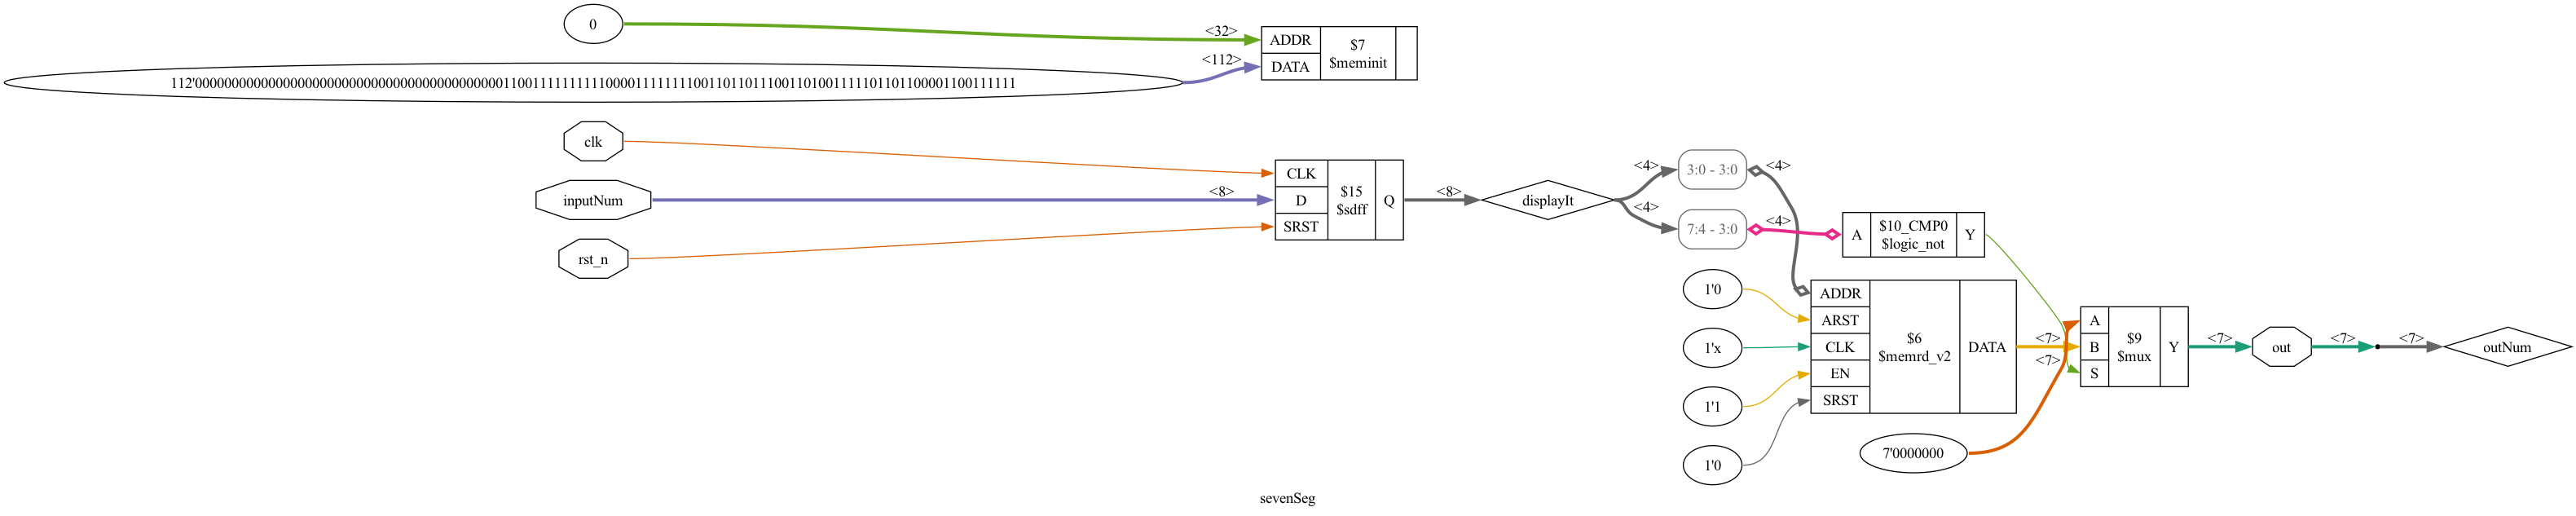 0
<32>
ADDR
$7
$meminit
<112>
DATA
112'0000000000000000000000000000000000000000001100111111111100001111111100110110111001101001111101101100001100111111
clk
inputNum
rst_n
<8>
CLK
D
SRST
$15
$sdff
Q
<8>
displayIt
<4>
3:0 - 3:0
<4>
<4>
7:4 - 3:0
<4>
A
$10_CMP0
$logic_not
Y
1'0
1'x
1'1
1'0
ADDR
ARST
CLK
EN
SRST
$6
$memrd_v2
DATA
7'0000000
<7>
<7>
A
B
S
$9
$mux
Y
<7>
out
<7>
<7>
outNum
sevenSeg